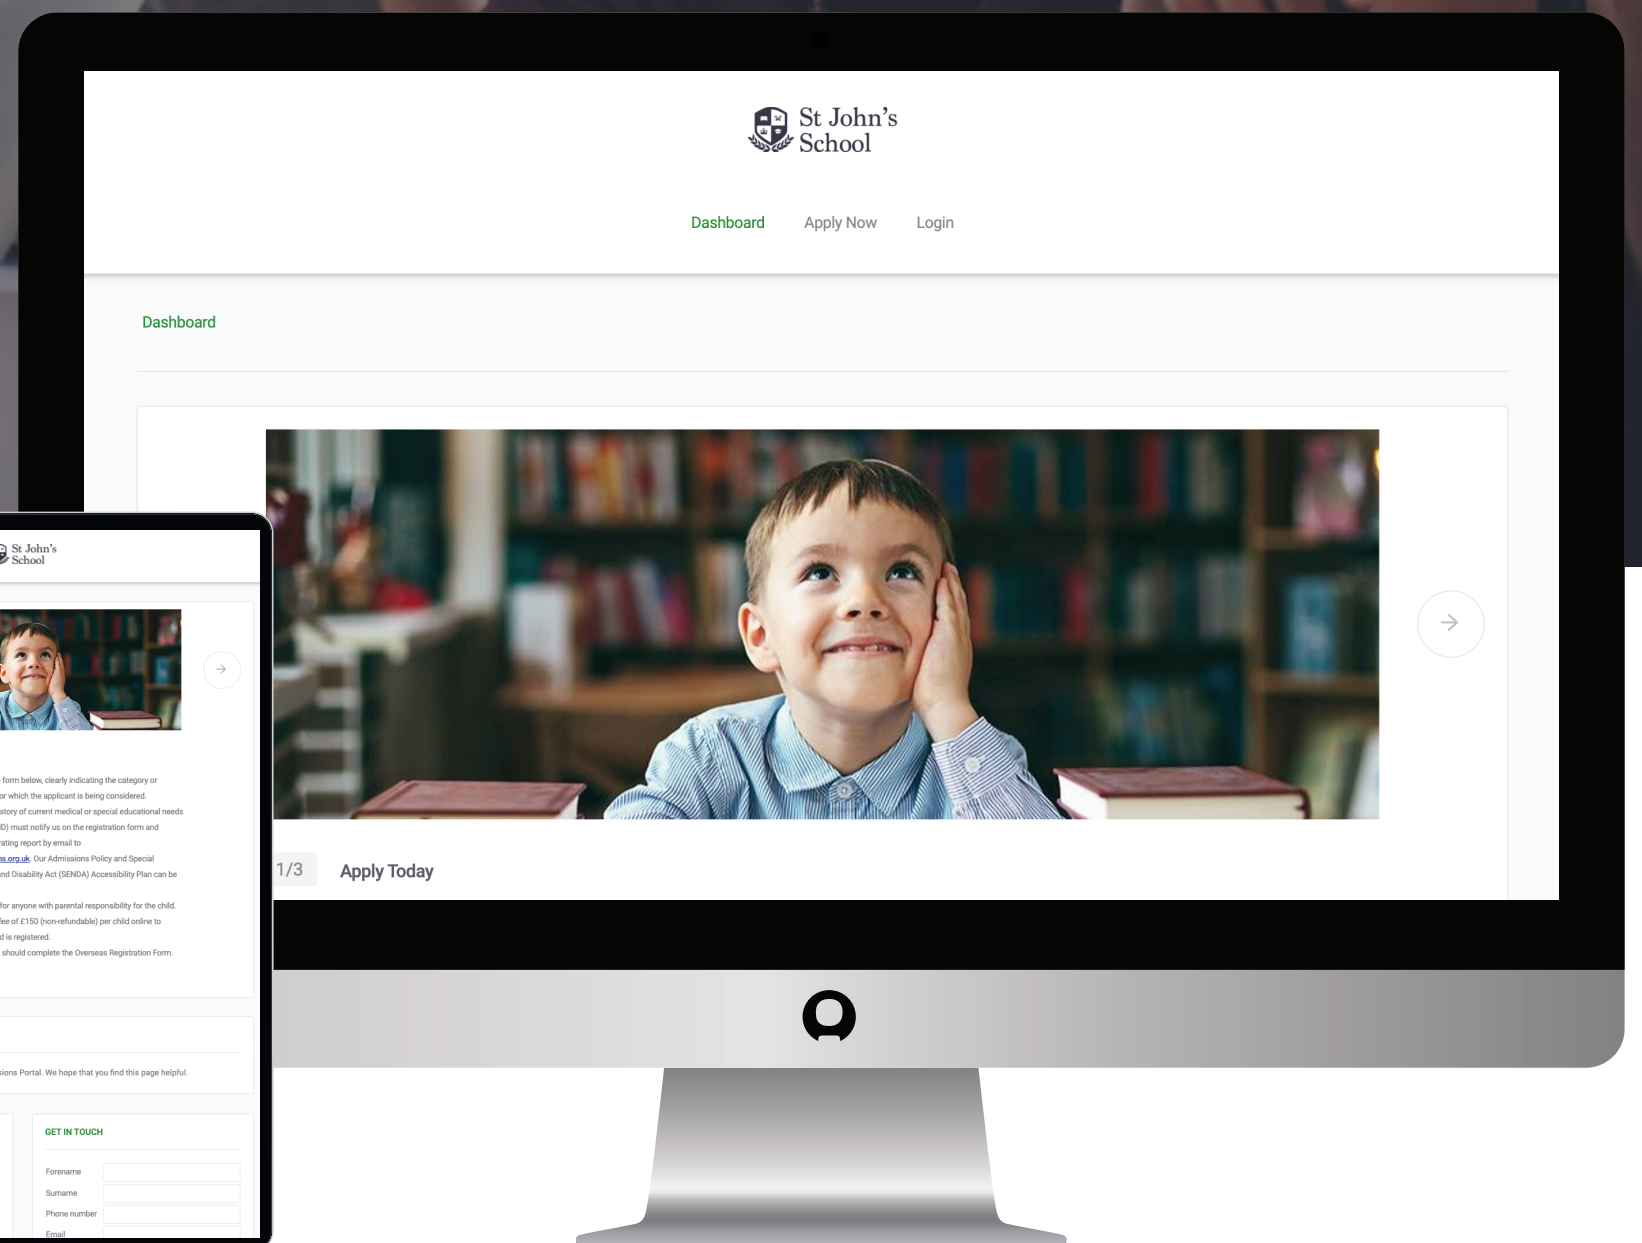 St John's
School
Dashboard Apply Now Login
Dashboard
1/3 Apply Today
St John's
School
form below, clearly indicating the category or
or which the applicant is being considered.
story of current medical or special educational needs
D) must notify us on the registration form and
rating report by email to
ns.org.uk. Our Admissions Policy and Special
nd Disability Act (SENDA) Accessibility Plan can be
for anyone with parental responsibility for the child.
fee of £150 (non-refundable) per child online to
d is registered.
should complete the Overseas Registration Form.
sions Portal. We hope that you find this page helpful.
GET IN TOUCH
Forename
Surname
Phone number
Email